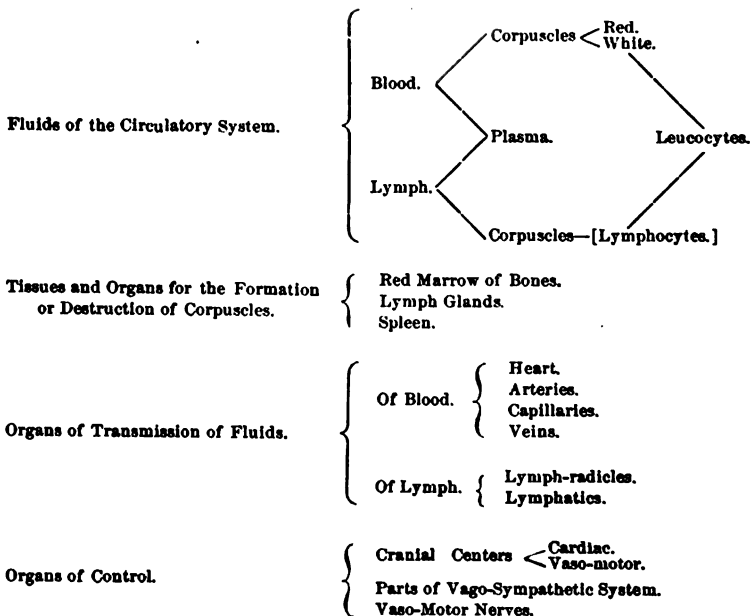 Corpuscles Red.
White.
Blood.
Fluids of the Circulatory System.
Plasma.
Leucocytes.
Lymph.
Corpuscles—[Lymphocytes.]
Tissues and Organs for the Formation
or Destruction of Corpuscles.
Red Marrow of Bones.
Lymph Glands.
Spleen.
Organs of Transmission of Fluids.
Of Blood.
Heart.
Arteries.
Capillaries.
Veins.
Of Lymph.
Lymph-radicles.
Lymphatics.
Organs of Control.
Cranial Centers Cardiac.
Vaso-motor.
Parts of Vago-Sympathetic System.
Vaso-Motor Nerves.